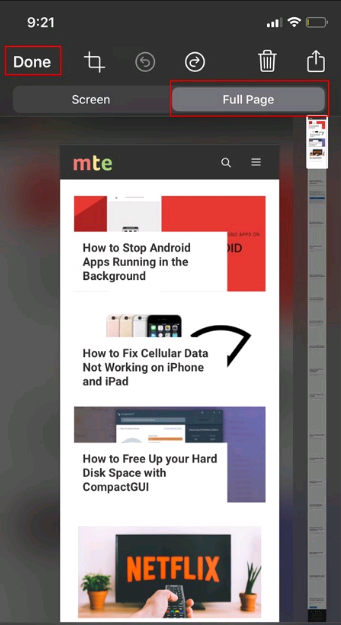 9:21
Done
Screen
Full Page
mte
How to Stop Android
Apps Running in the
Background
How to Fix Cellular Data
Not Working on iPhone
and iPad
How to Free Up your Hard
Disk Space with
CompactGUI
NETFLIX